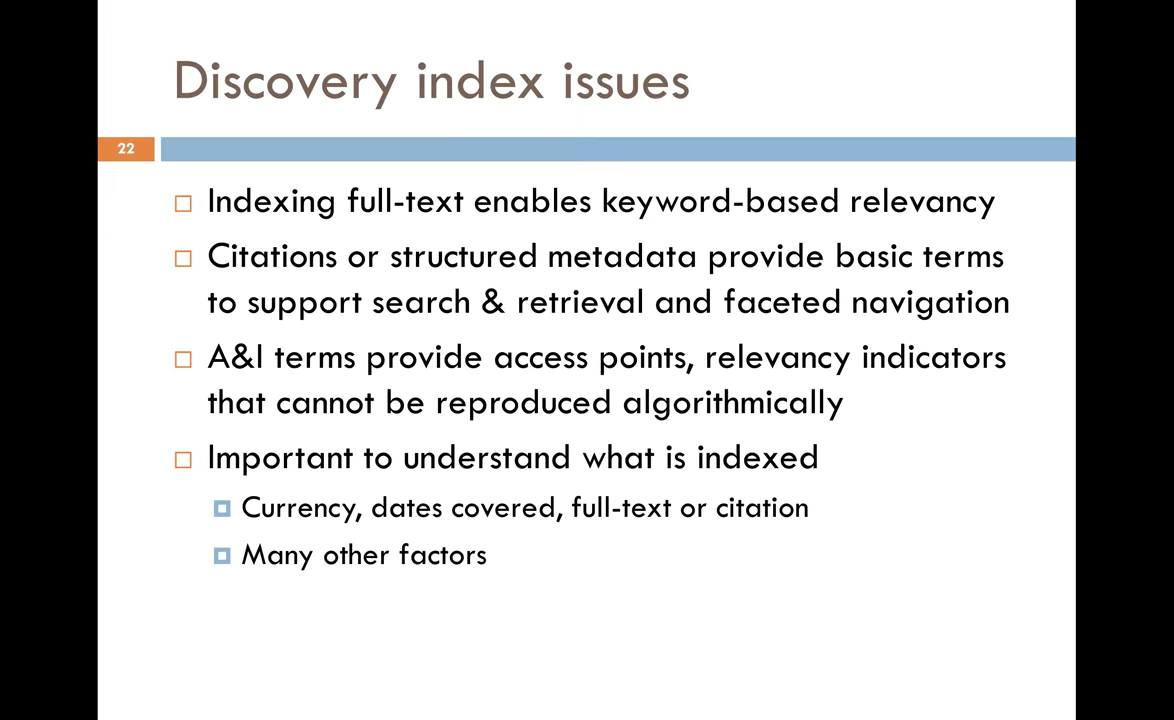 Discovery index issues
22
Indexing full-text enables keyword-based relevancy
Citations or structured metadata provide basic terms
to support search & retrieval and faceted navigation
A&I terms provide access points, relevancy indicators
that cannot be reproduced algorithmically
Important to understand what is indexed
Currency, dates covered, full-text or citation
Many other factors